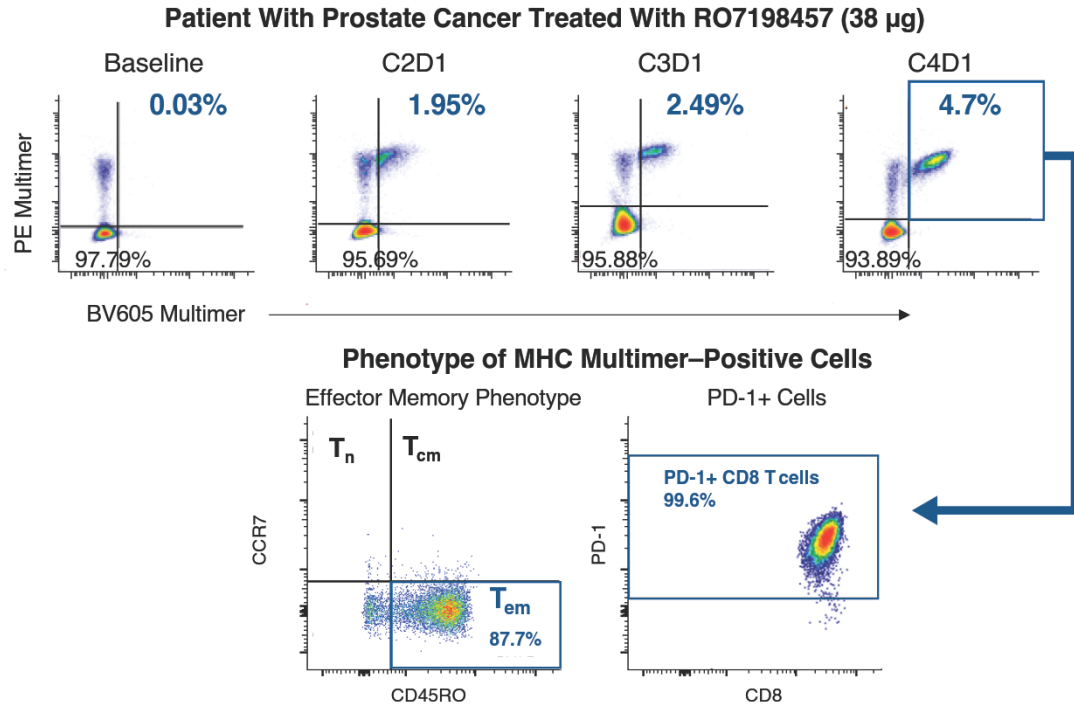 Patient With Prostate Cancer Treated With RO7198457 (38 µg)
Baseline
C2D1
C3D1
C4D1
0.03%
1.95%
2.49%
4.7%
PE Multimer
97.79%
95.69%
95.88%
93.89%
BV605 Multimer
Phenotype of MHC Multimer–Positive Cells
Effector Memory Phenotype
PD-1+ Cells
Tn
Tcm
PD-1+ CD8 T cells
99.6%
CCR7
PD-1
Tem
87.7%
CD45RO
CD8